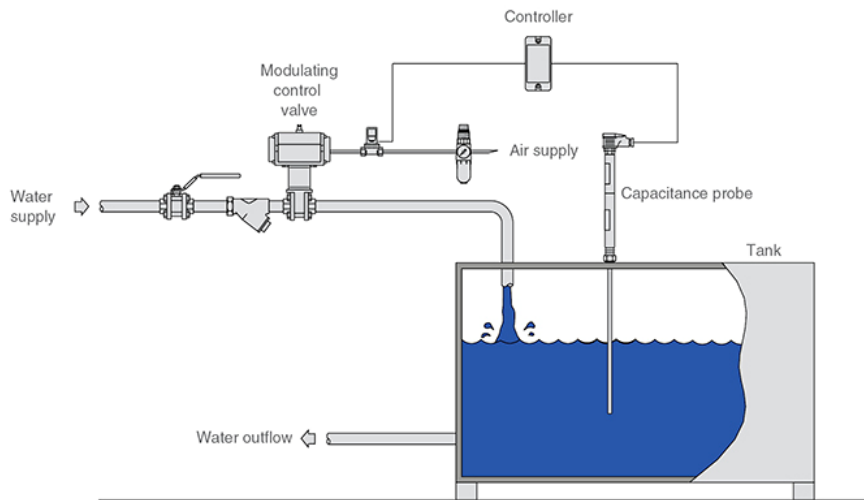 Controller
Modulating
control
valve
Air supply
Water
supply
Capacitance probe
Tank
Water outflow